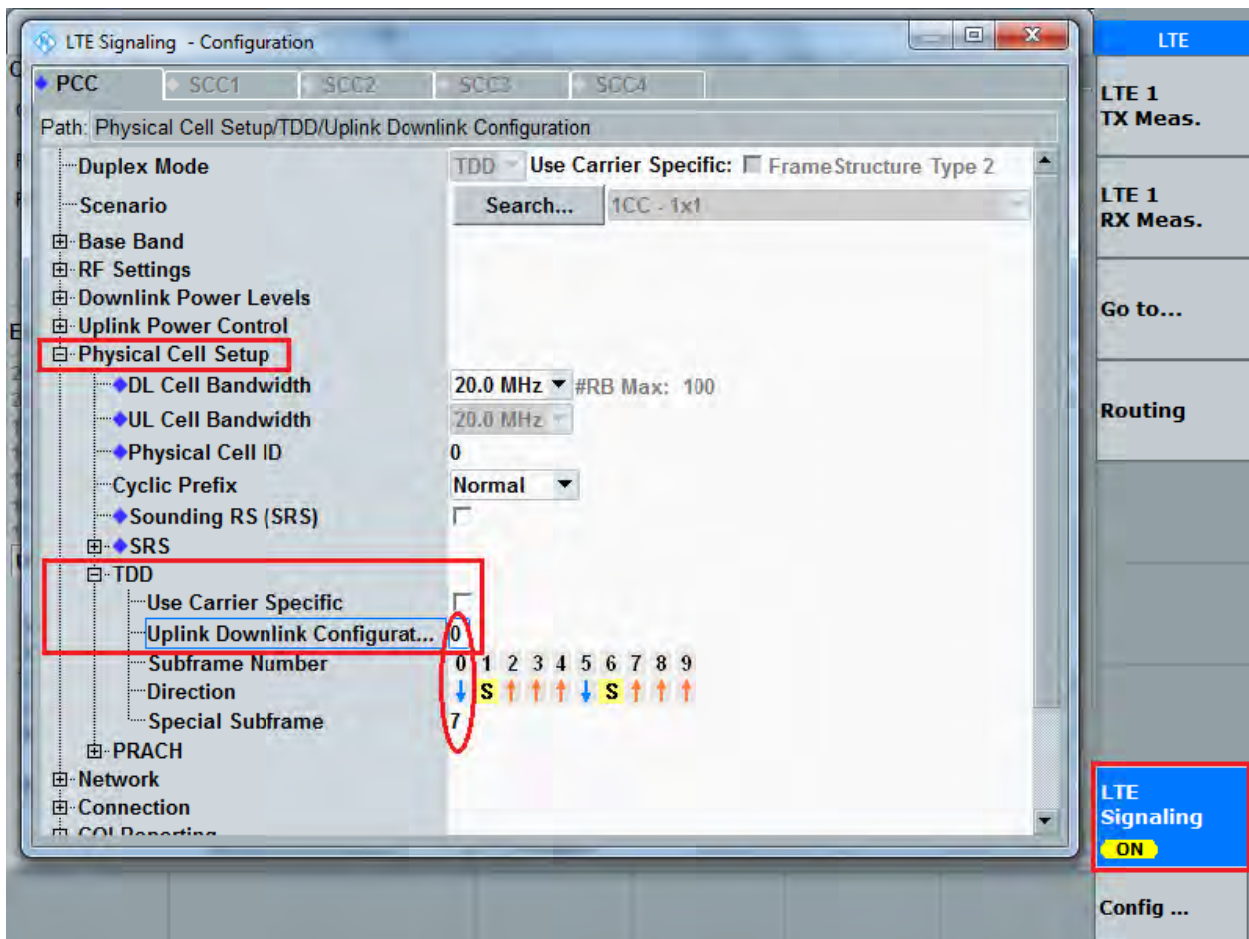 LTE Signaling - Configuration
PCC SCC1 SCC2 SCC3 SCC4
Path: Physical Cell Setup/TDD/Uplink Downlink Configuration
Duplex Mode TDD Use Carrier Specific: FrameStructure Type 2
Scenario Search... 1CC - 1x1
Base Band
RF Settings
Downlink Power Levels
Uplink Power Control
Physical Cell Setup
DL Cell Bandwidth 20.0 MHz #RB Max: 100
UL Cell Bandwidth 20.0 MHz
Physical Cell ID 0
Cyclic Prefix Normal
Sounding RS (SRS)
SRS
TDD
Use Carrier Specific
Uplink Downlink Configurat... 0
Subframe Number 0 1 2 3 4 5 6 7 8 9
Direction ↓ S ↑ ↑ ↑ ↓ S ↑ ↑ ↑
Special Subframe 7
PRACH
Network
Connection
LTE
LTE 1
TX Meas.
LTE 1
RX Meas.
Go to...
Routing
LTE
Signaling
ON
Config ...